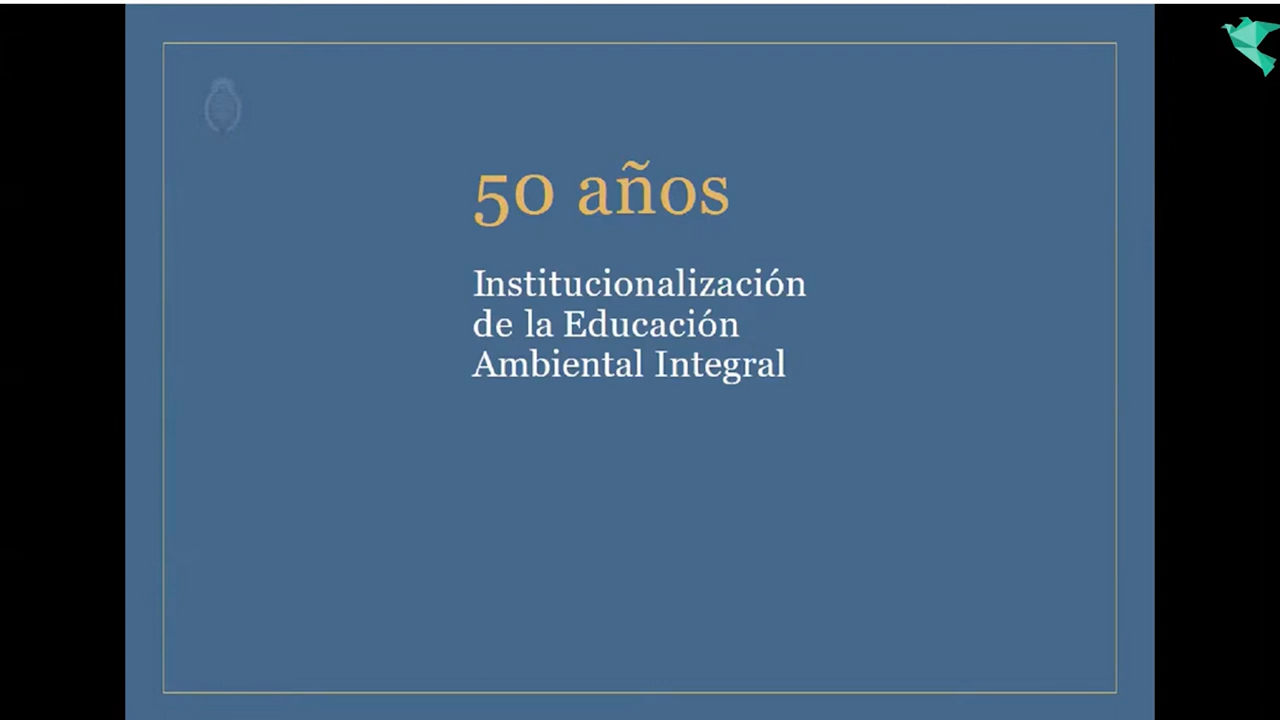 50 años
Institucionalización
de la Educación
Ambiental Integral